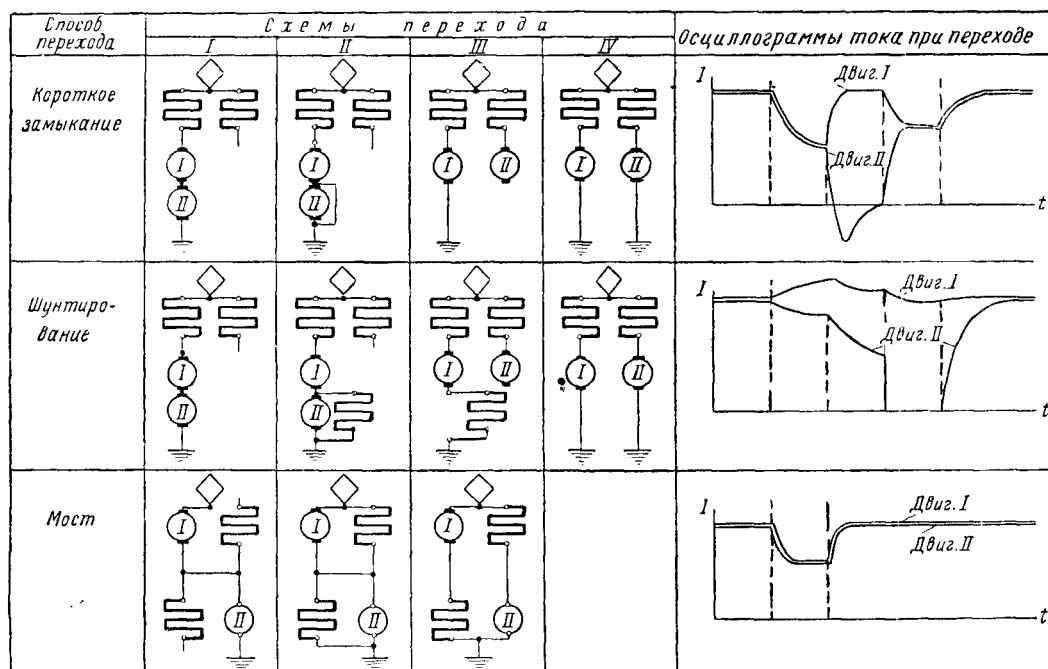 Способ перехода
Схемы перехода
I II III IV
Осциллограммы тока при переходе
Короткое замыкание
I
II
I
II
I
II
I
II
I
Двиг. I
Двиг. II
t
Шунтиро-
вание
I
II
I
II
I
II
I
II
I
Двиг. I
Двиг. II
t
Мост
I
II
I
II
I
II
I
Двиг. I
Двиг. II
t